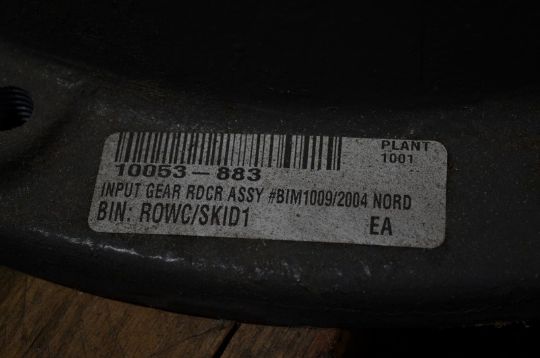 PLANT
1001
10053-883
INPUT GEAR RDCR ASSY #BIM1009/2004 NORD
BIN: ROWC/SKID1
EA